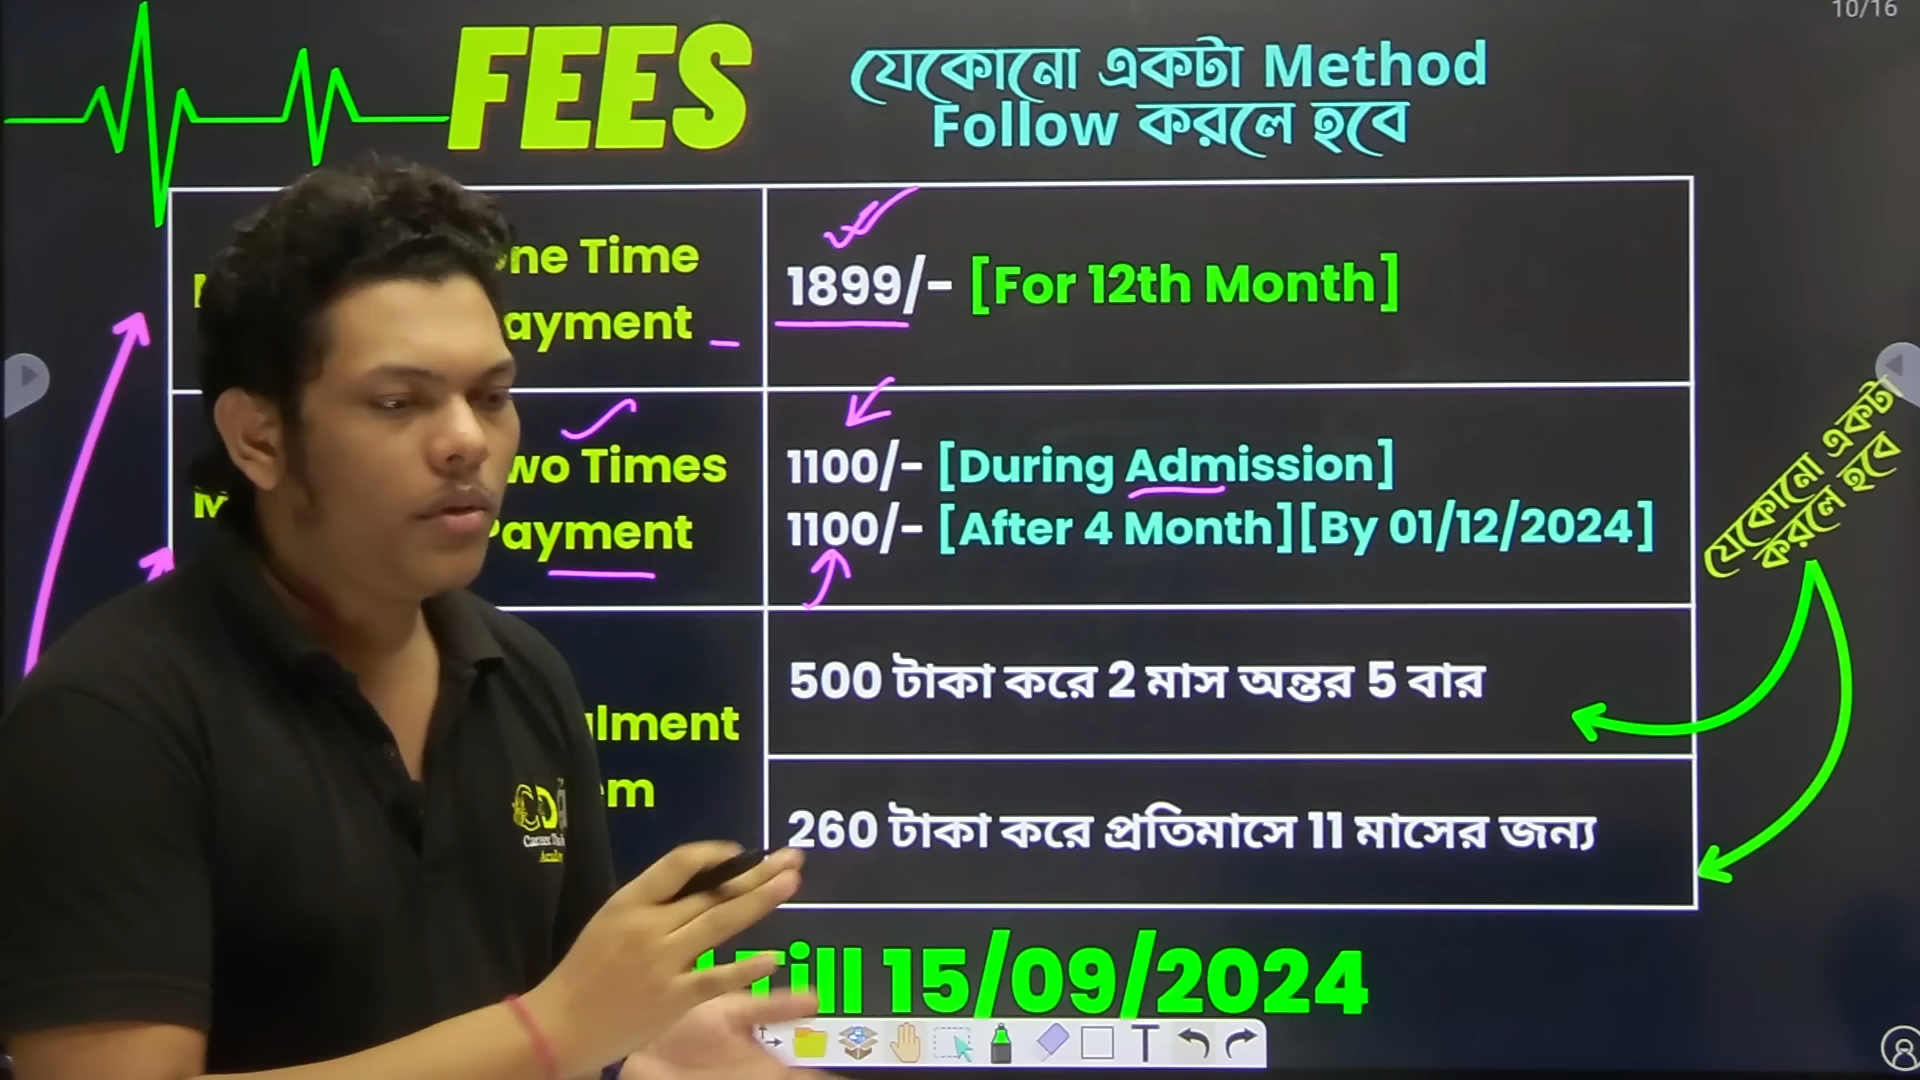 10/16
FEES
যেকোনো একটা Method
Follow করলে হবে
ne Time
ayment
1899/- [For 12th Month]
wo Times
Payment
1100/- [During Admission]
1100/- [After 4 Month][By 01/12/2024]
যেকোনো একটা
করলে হবে
lment
em
500 টাকা করে 2 মাস অন্তর 5 বার
260 টাকা করে প্রতিমাসে 11 মাসের জন্য
Till 15/09/2024